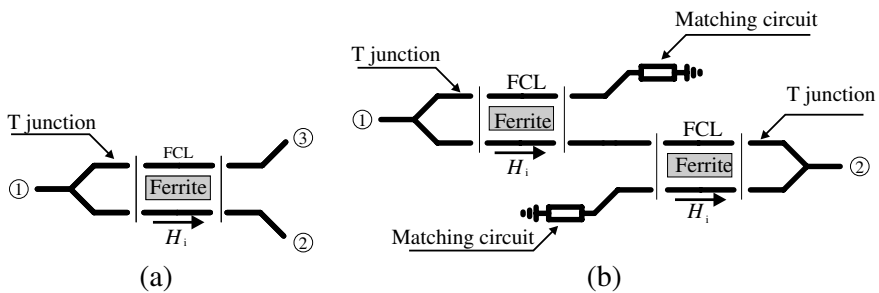 T junction
FCL
①
Ferrite
H i
③
②
(a)
Matching circuit
T junction
FCL
①
Ferrite
H i
T junction
FCL
Ferrite
②
H i
Matching circuit
(b)